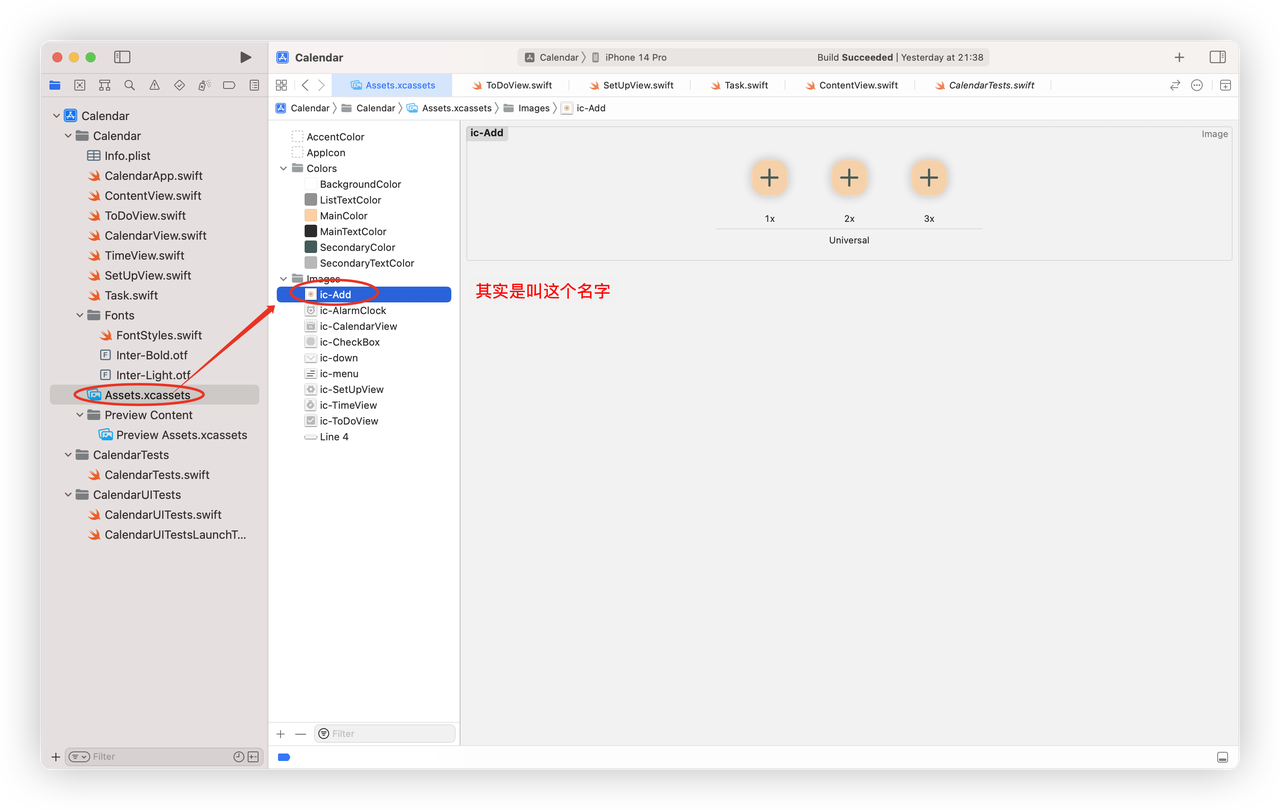 Calendar
Calendar
iPhone 14 Pro
Build Succeeded | Yesterday at 21:38
Assets.xcassets
ToDoView.swift
SetUpView.swift
Task.swift
ContentView.swift
CalendarTests.swift
Calendar
Calendar
Assets.xcassets
Images
ic-Add
Calendar
Calendar
Info.plist
CalendarApp.swift
ContentView.swift
ToDoView.swift
CalendarView.swift
TimeView.swift
SetUpView.swift
Task.swift
Fonts
FontStyles.swift
Inter-Bold.otf
Inter-Light.otf
Assets.xcassets
Preview Content
Preview Assets.xcassets
CalendarTests
CalendarTests.swift
CalendarUITests
CalendarUITests.swift
CalendarUITestsLaunchT...
Filter
AccentColor
AppIcon
Colors
BackgroundColor
ListTextColor
MainColor
MainTextColor
SecondaryColor
SecondaryTextColor
Images
ic-Add
ic-AlarmClock
ic-CalendarView
ic-CheckBox
ic-down
ic-menu
ic-SetUpView
ic-TimeView
ic-ToDoView
Line 4
Filter
ic-Add
Image
1x
2x
3x
Universal
其实是叫这个名字